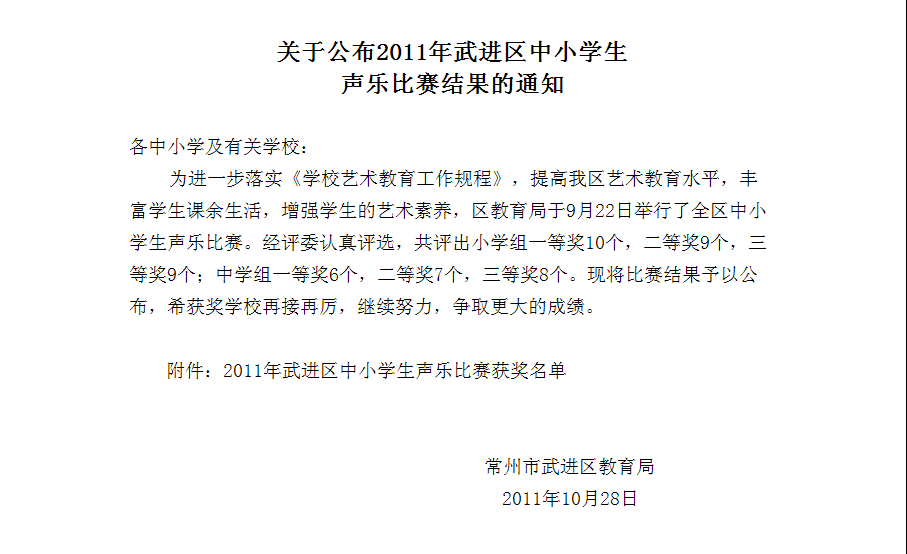 关于公布2011年武进区中小学生
声乐比赛结果的通知
各中小学及有关学校：
为进一步落实《学校艺术教育工作规程》，提高我区艺术教育水平，丰
富学生课余生活，增强学生的艺术素养，区教育局于9月22日举行了全区中小
学生声乐比赛。经评委认真评选，共评出小学组一等奖10个，二等奖9个，三
等奖9个；中学组一等奖6个，二等奖7个，三等奖8个。现将比赛结果予以公
布，希获奖学校再接再厉，继续努力，争取更大的成绩。
附件：2011年武进区中小学生声乐比赛获奖名单
常州市武进区教育局
2011年10月28日